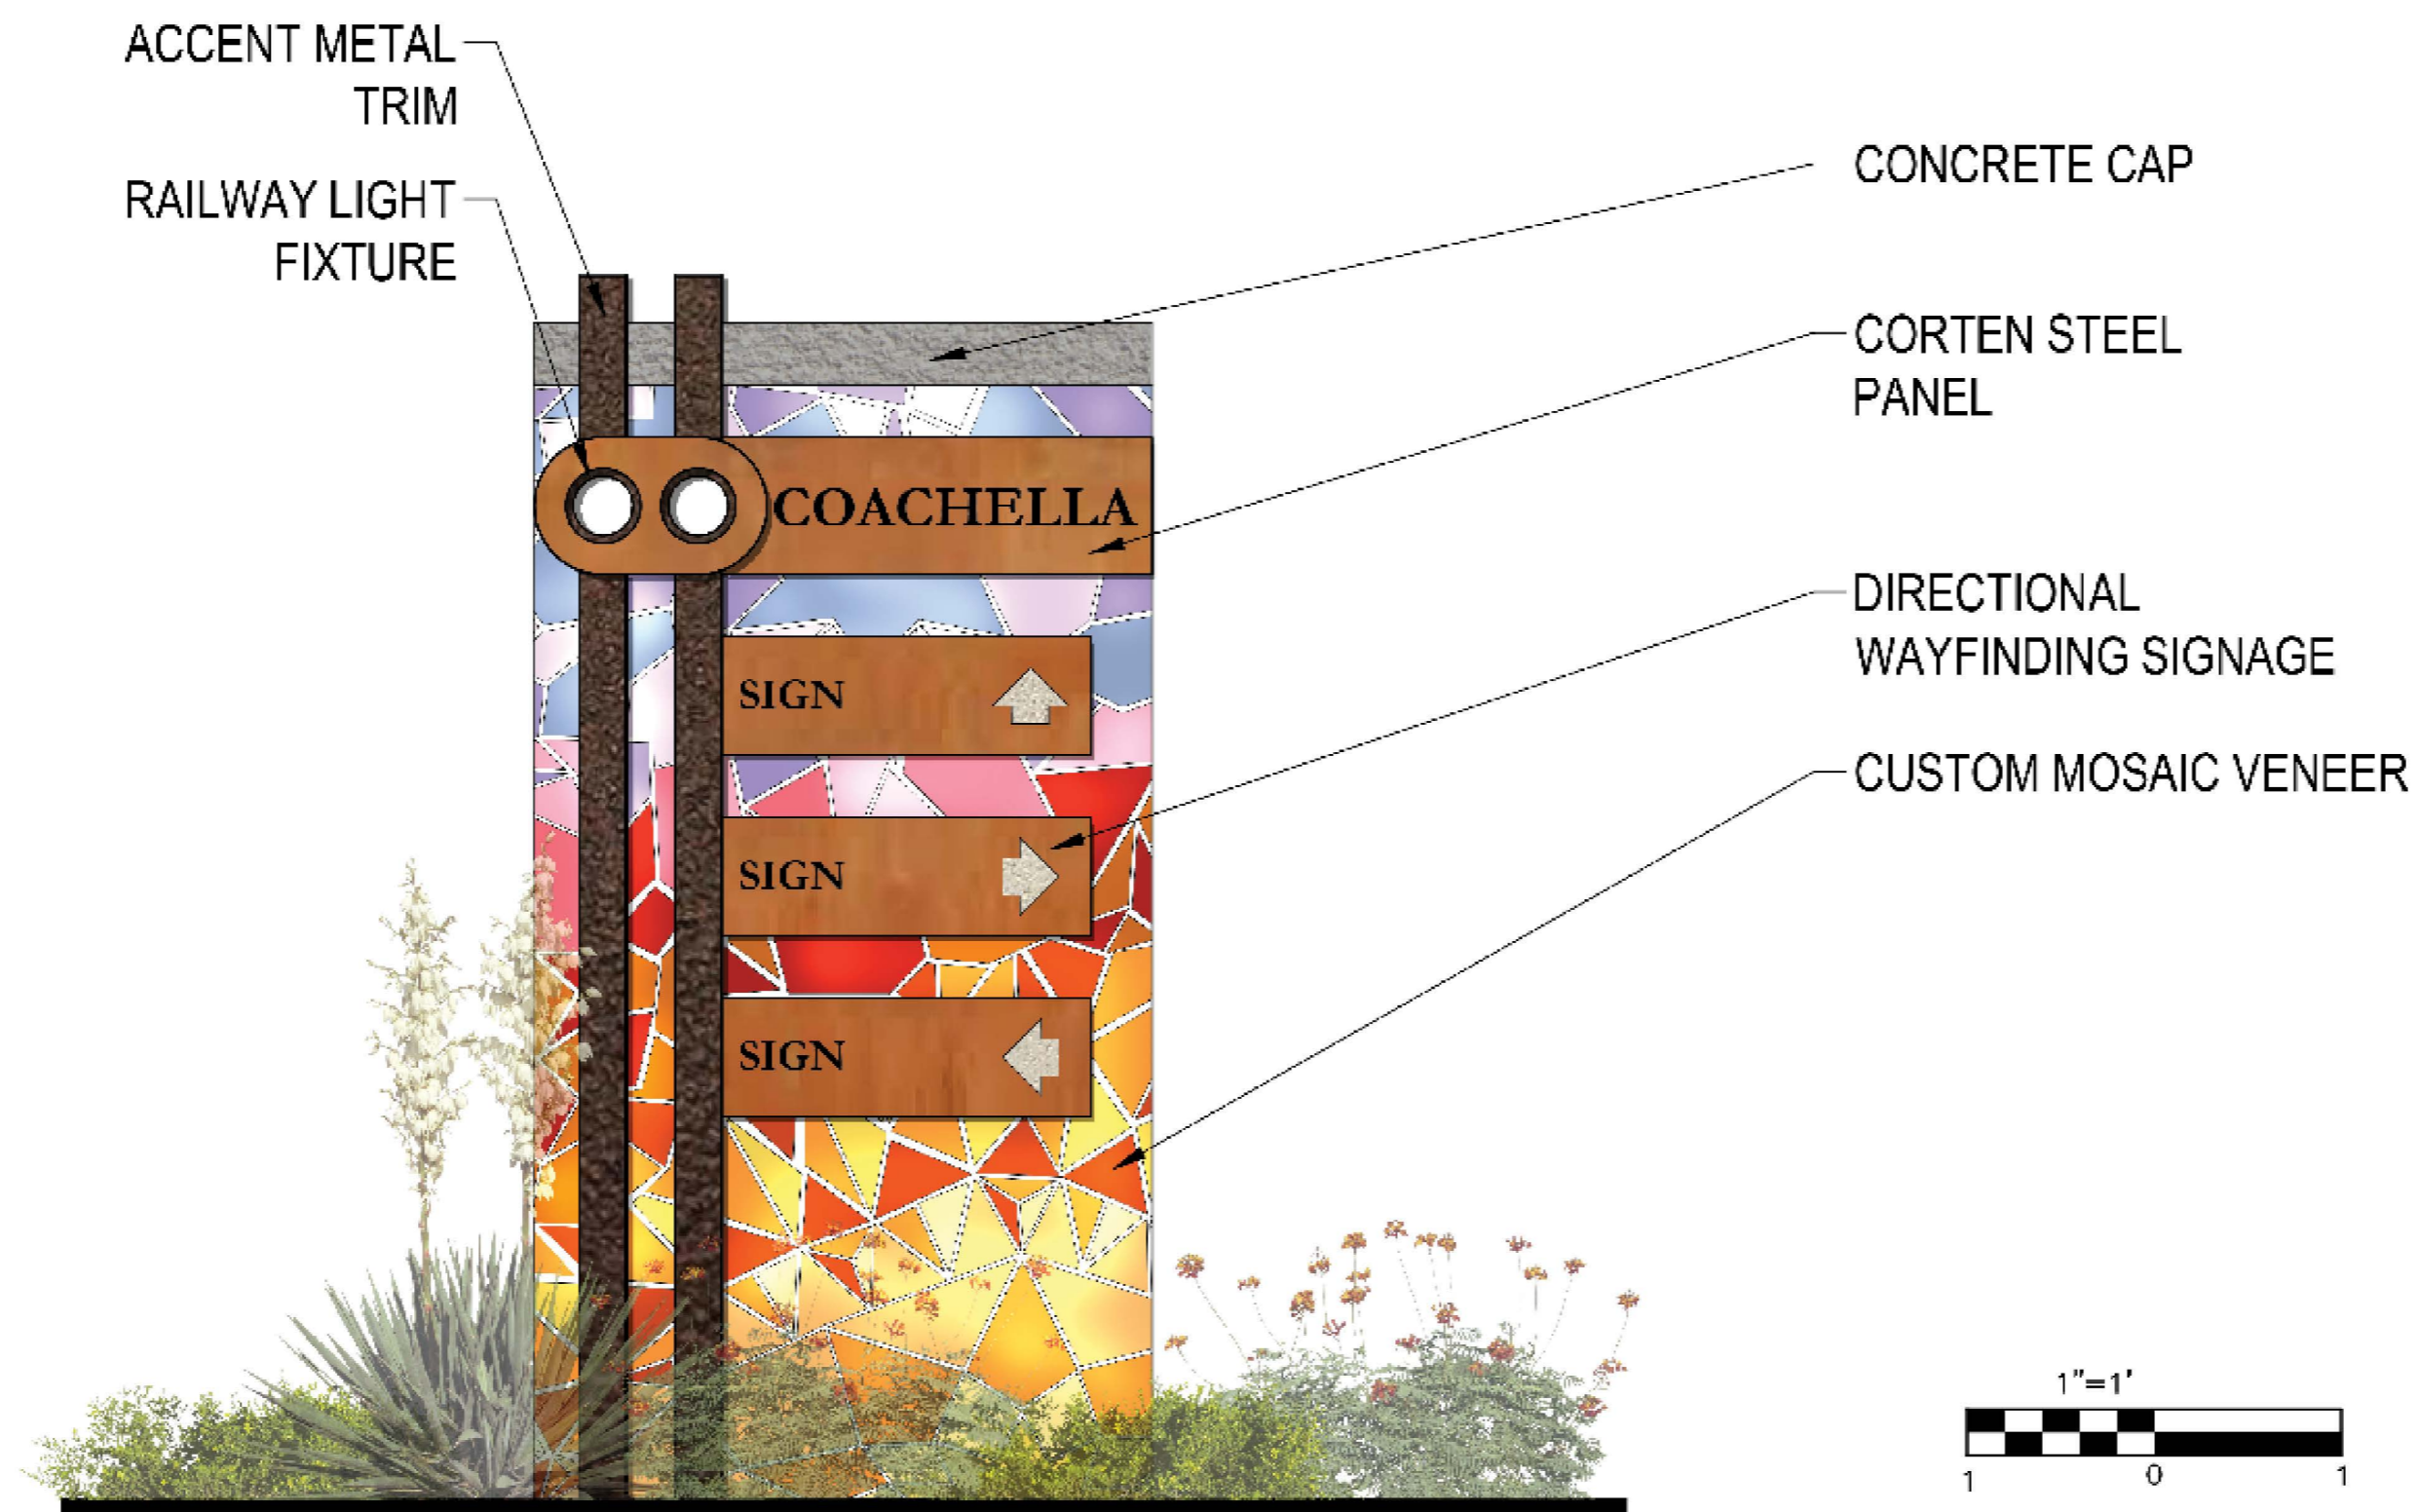 ACCENT METAL
TRIM
RAILWAY LIGHT
FIXTURE
CONCRETE CAP
CORTEN STEEL
PANEL
COACHELLA
DIRECTIONAL
WAYFINDING SIGNAGE
SIGN
CUSTOM MOSAIC VENEER
SIGN
SIGN
1"=1'
1 0 1